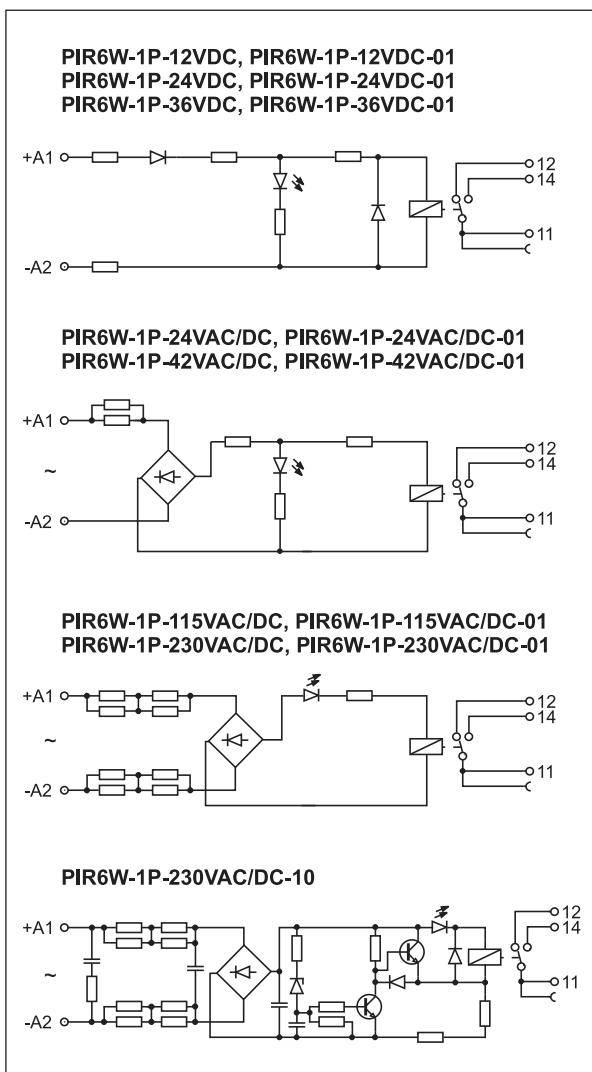 PIR6W-1P-12VDC, PIR6W-1P-12VDC-01
PIR6W-1P-24VDC, PIR6W-1P-24VDC-01
PIR6W-1P-36VDC, PIR6W-1P-36VDC-01
+A1
12
14
11
-A2
PIR6W-1P-24VAC/DC, PIR6W-1P-24VAC/DC-01
PIR6W-1P-42VAC/DC, PIR6W-1P-42VAC/DC-01
+A1
12
14
~
11
-A2
PIR6W-1P-115VAC/DC, PIR6W-1P-115VAC/DC-01
PIR6W-1P-230VAC/DC, PIR6W-1P-230VAC/DC-01
+A1
12
14
~
11
-A2
PIR6W-1P-230VAC/DC-10
+A1
12
14
~
11
-A2